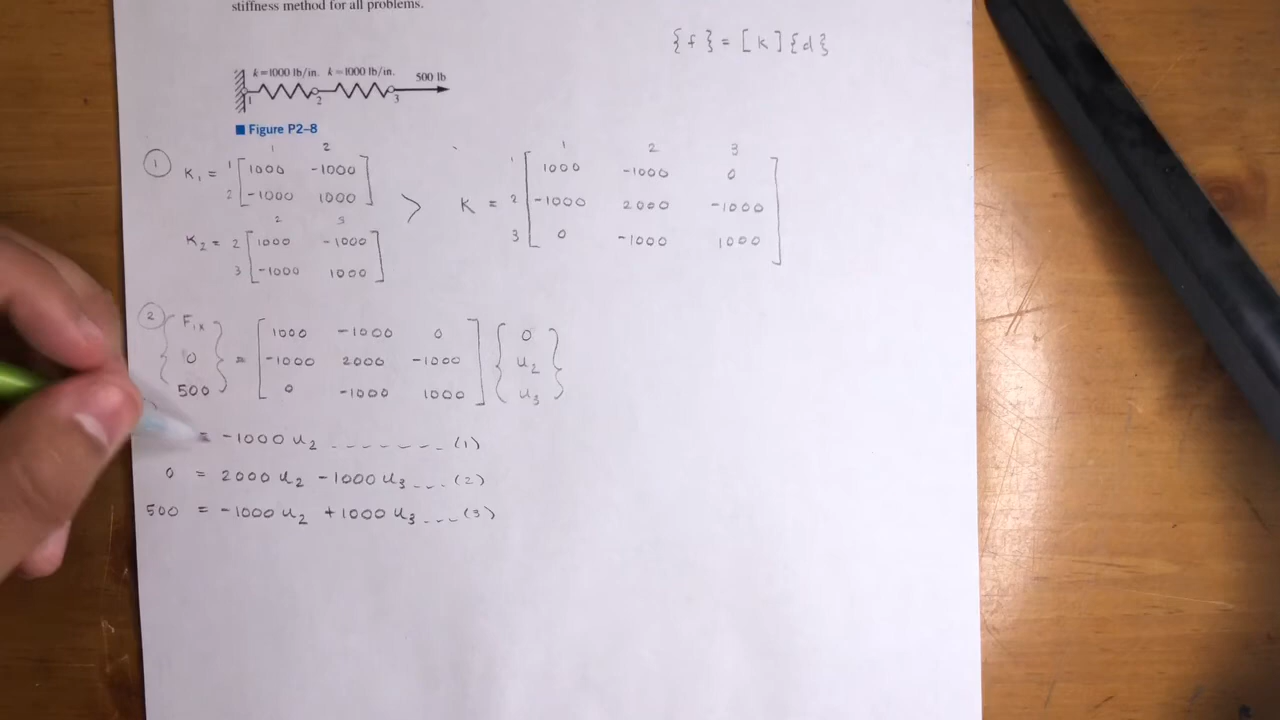 stiffness method for all problems.
{f} = [k]{d}
k = 1000 lb/in. k = 1000 lb/in. 500 lb
1 2 3
■ Figure P2–8
1 2
① K₁ = 1 [1000 -1000]
2 [-1000 1000]
2 3
K₂ = 2 [1000 -1000]
3 [-1000 1000]
>
1 2 3
1 [1000 -1000 0]
K = 2 [-1000 2000 -1000]
3 [0 -1000 1000]
② {F₁ₓ} [1000 -1000 0] {0}
{0} = [-1000 2000 -1000] {u₂}
{500} [0 -1000 1000] {u₃}
= -1000 u₂ ------- (1)
0 = 2000 u₂ - 1000 u₃ --- (2)
500 = -1000 u₂ + 1000 u₃ ---- (3)